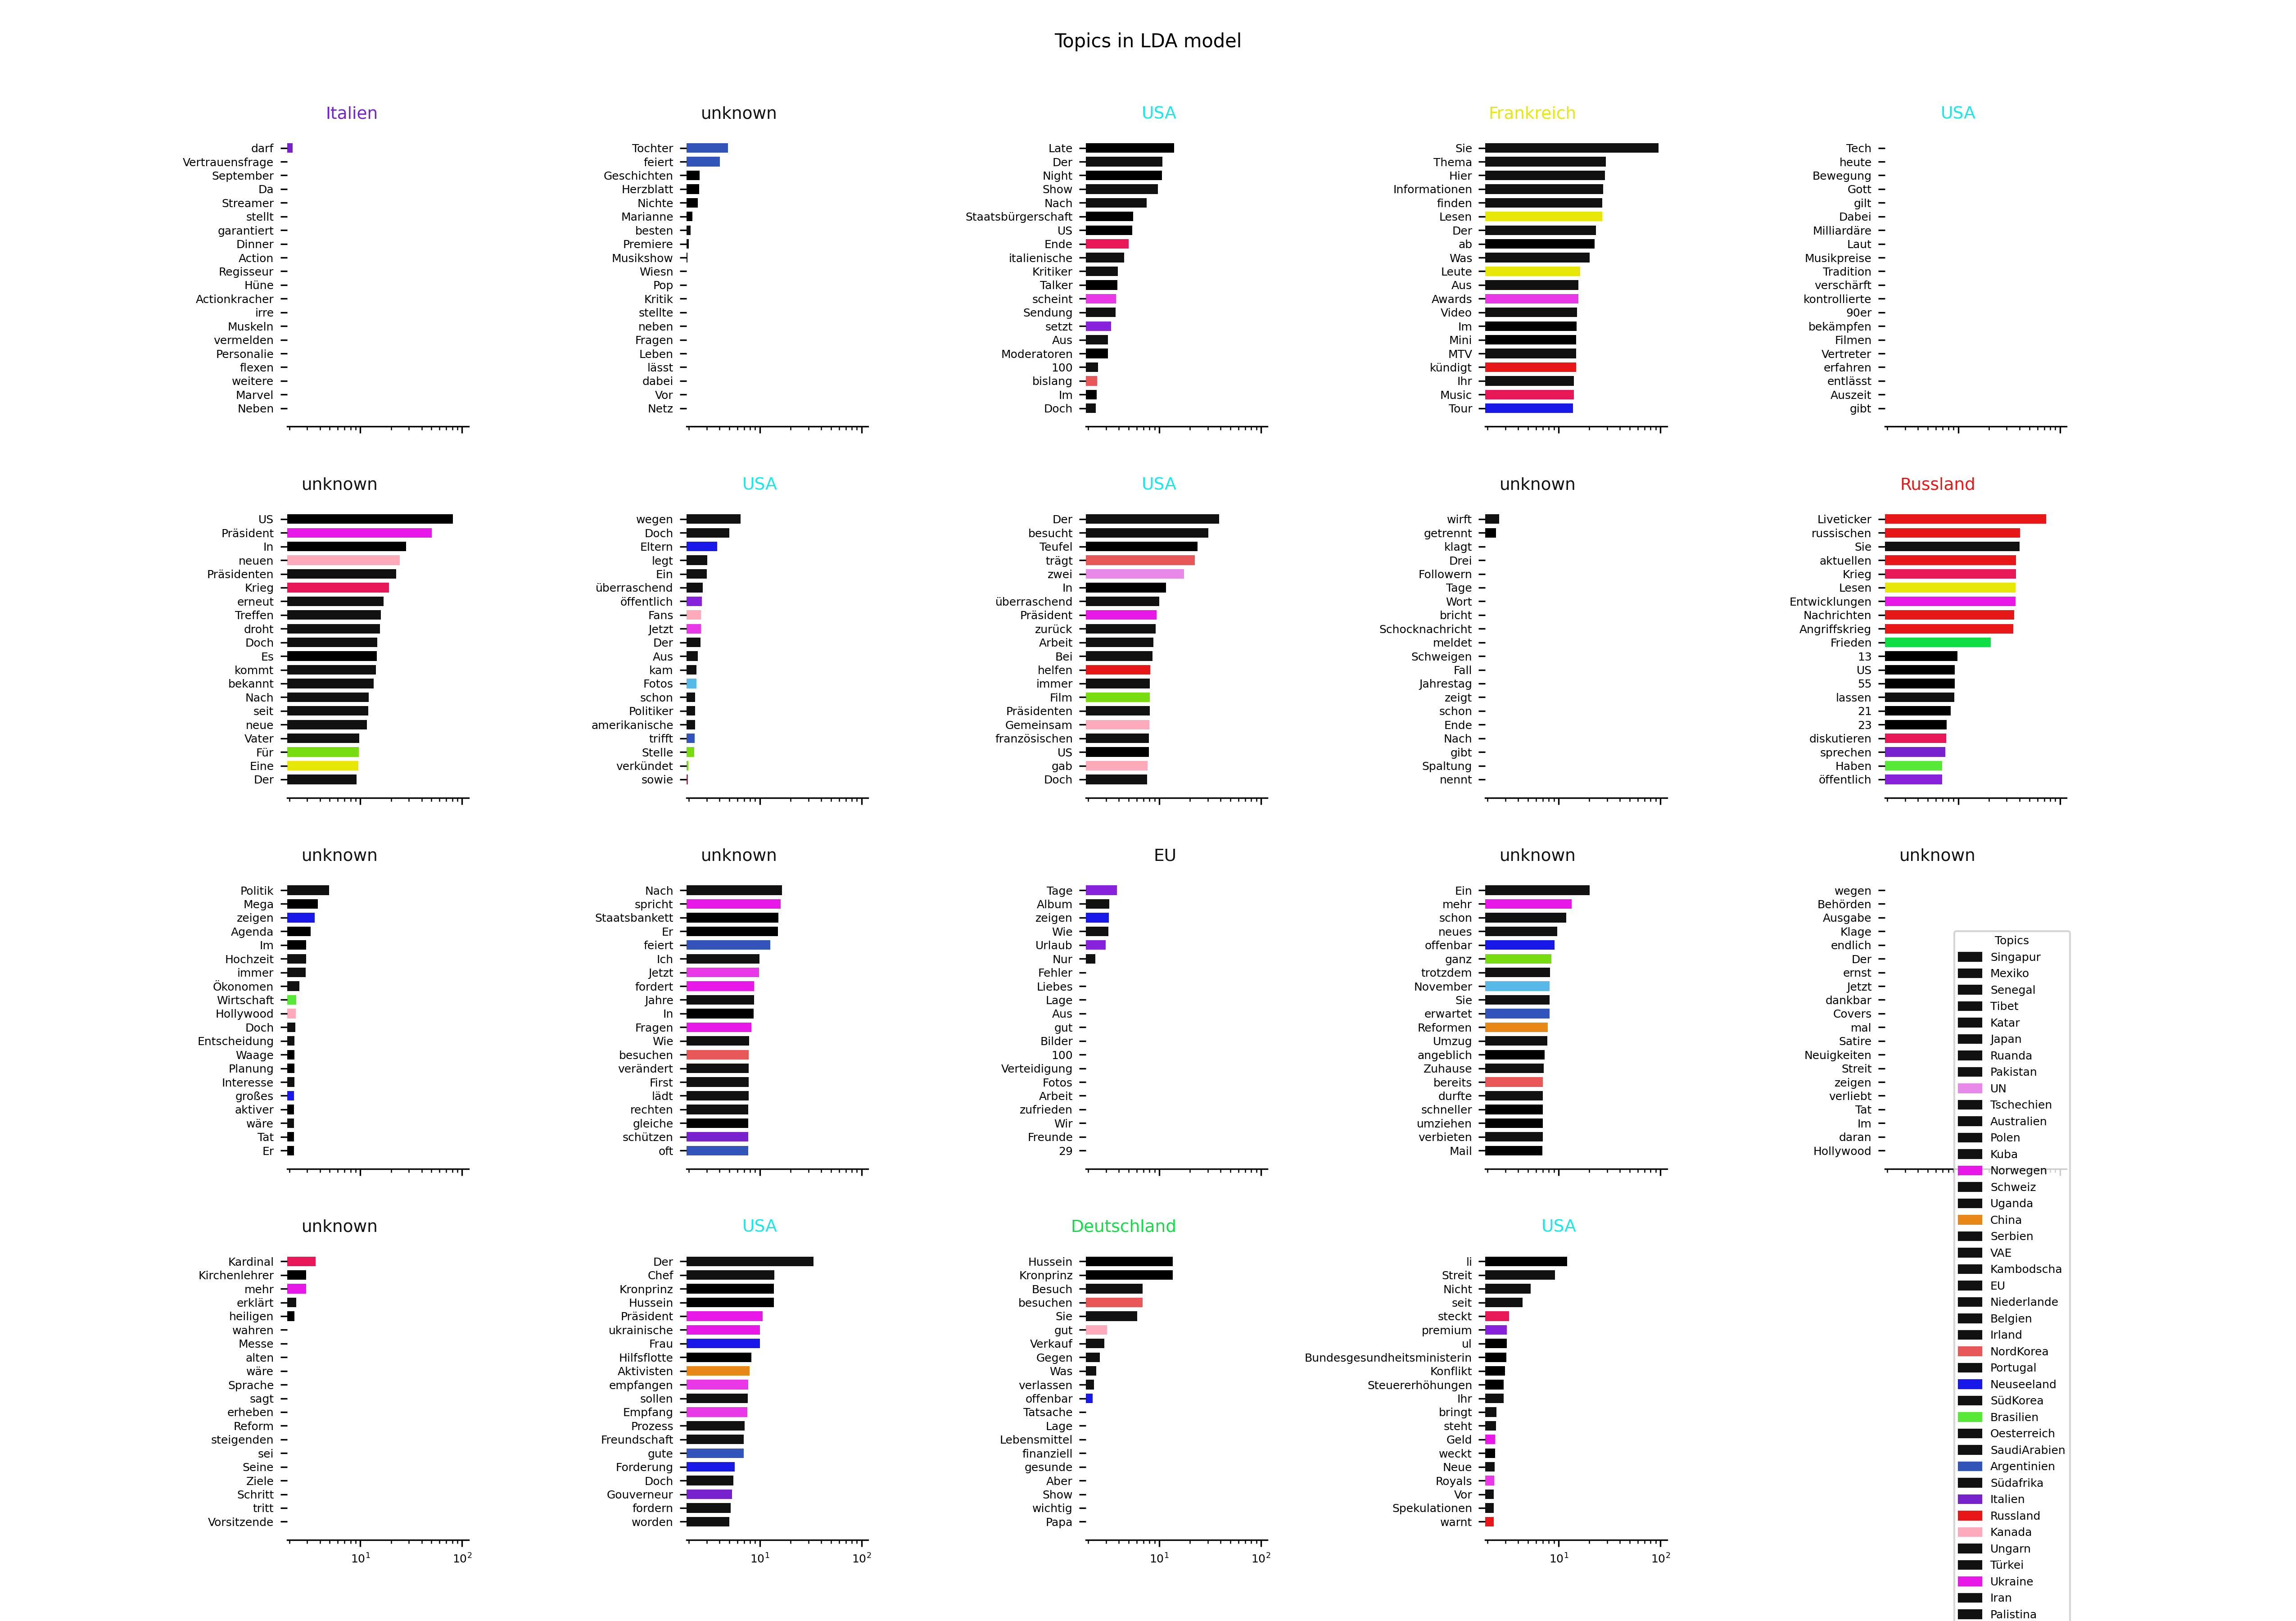 Topics in LDA model
Italien
darf
Vertrauensfrage
September
Da
Streamer
stellt
garantiert
Dinner
Action
Regisseur
Hüne
Actionkracher
irre
Muskeln
vermelden
Personalie
flexen
weitere
Marvel
Neben
unknown
Tochter
feiert
Geschichten
Herzblatt
Nichte
Marianne
besten
Premiere
Musikshow
Wiesn
Pop
Kritik
stellte
neben
Fragen
Leben
lässt
dabei
Vor
Netz
USA
Late
Der
Night
Show
Nach
Staatsbürgerschaft
US
Ende
italienische
Kritiker
Talker
scheint
Sendung
setzt
Aus
Moderatoren
100
bislang
Im
Doch
Frankreich
Sie
Thema
Hier
Informationen
finden
Lesen
Der
ab
Was
Leute
Aus
Awards
Video
Im
Mini
MTV
kündigt
Ihr
Music
Tour
USA
Tech
heute
Bewegung
Gott
gilt
Dabei
Milliardäre
Laut
Musikpreise
Tradition
verschärft
kontrollierte
90er
bekämpfen
Filmen
Vertreter
erfahren
entlässt
Auszeit
gibt
unknown
US
Präsident
In
neuen
Präsidenten
Krieg
erneut
Treffen
droht
Doch
Es
kommt
bekannt
Nach
seit
neue
Vater
Für
Eine
Der
USA
wegen
Doch
Eltern
legt
Ein
überraschend
öffentlich
Fans
Jetzt
Der
Aus
kam
Fotos
schon
Politiker
amerikanische
trifft
Stelle
verkündet
sowie
USA
Der
besucht
Teufel
trägt
zwei
In
überraschend
Präsident
zurück
Arbeit
Bei
helfen
immer
Film
Präsidenten
Gemeinsam
französischen
US
gab
Doch
unknown
wirft
getrennt
klagt
Drei
Followern
Tage
Wort
bricht
Schocknachricht
meldet
Schweigen
Fall
Jahrestag
zeigt
schon
Ende
Nach
gibt
Spaltung
nennt
Russland
Liveticker
russischen
Sie
aktuellen
Krieg
Lesen
Entwicklungen
Nachrichten
Angriffskrieg
Frieden
13
US
55
lassen
21
23
diskutieren
sprechen
Haben
öffentlich
unknown
Politik
Mega
zeigen
Agenda
Im
Hochzeit
immer
Ökonomen
Wirtschaft
Hollywood
Doch
Entscheidung
Waage
Planung
Interesse
großes
aktiver
wäre
Tat
Er
unknown
Nach
spricht
Staatsbankett
Er
feiert
Ich
Jetzt
fordert
Jahre
In
Fragen
Wie
besuchen
verändert
First
lädt
rechten
gleiche
schützen
oft
EU
Tage
Album
zeigen
Wie
Urlaub
Nur
Fehler
Liebes
Lage
Aus
gut
Bilder
100
Verteidigung
Fotos
Arbeit
zufrieden
Wir
Freunde
29
unknown
Ein
mehr
schon
neues
offenbar
ganz
trotzdem
November
Sie
erwartet
Reformen
Umzug
angeblich
Zuhause
bereits
durfte
schneller
umziehen
verbieten
Mail
unknown
wegen
Behörden
Ausgabe
Klage
endlich
Der
ernst
Jetzt
dankbar
Covers
mal
Satire
Neuigkeiten
Streit
zeigen
verliebt
Tat
Im
daran
Hollywood
unknown
Kardinal
Kirchenlehrer
mehr
erklärt
heiligen
wahren
Messe
alten
wäre
Sprache
sagt
erheben
Reform
steigenden
sei
Seine
Ziele
Schritt
tritt
Vorsitzende
10¹ 10²
USA
Der
Chef
Kronprinz
Hussein
Präsident
ukrainische
Frau
Hilfsflotte
Aktivisten
empfangen
sollen
Empfang
Prozess
Freundschaft
gute
Forderung
Doch
Gouverneur
fordern
worden
10¹ 10²
Deutschland
Hussein
Kronprinz
Besuch
besuchen
Sie
gut
Verkauf
Gegen
Was
verlassen
offenbar
Tatsache
Lage
Lebensmittel
finanziell
gesunde
Aber
Show
wichtig
Papa
10¹ 10²
USA
li
Streit
Nicht
seit
steckt
premium
ul
Bundesgesundheitsministerin
Konflikt
Steuererhöhungen
Ihr
bringt
steht
Geld
weckt
Neue
Royals
Vor
Spekulationen
warnt
10¹ 10²
Topics
Singapur
Mexiko
Senegal
Tibet
Katar
Japan
Ruanda
Pakistan
UN
Tschechien
Australien
Polen
Kuba
Norwegen
Schweiz
Uganda
China
Serbien
VAE
Kambodscha
EU
Niederlande
Belgien
Irland
NordKorea
Portugal
Neuseeland
SüdKorea
Brasilien
Oesterreich
SaudiArabien
Argentinien
Südafrika
Italien
Russland
Kanada
Ungarn
Türkei
Ukraine
Iran
Palistina